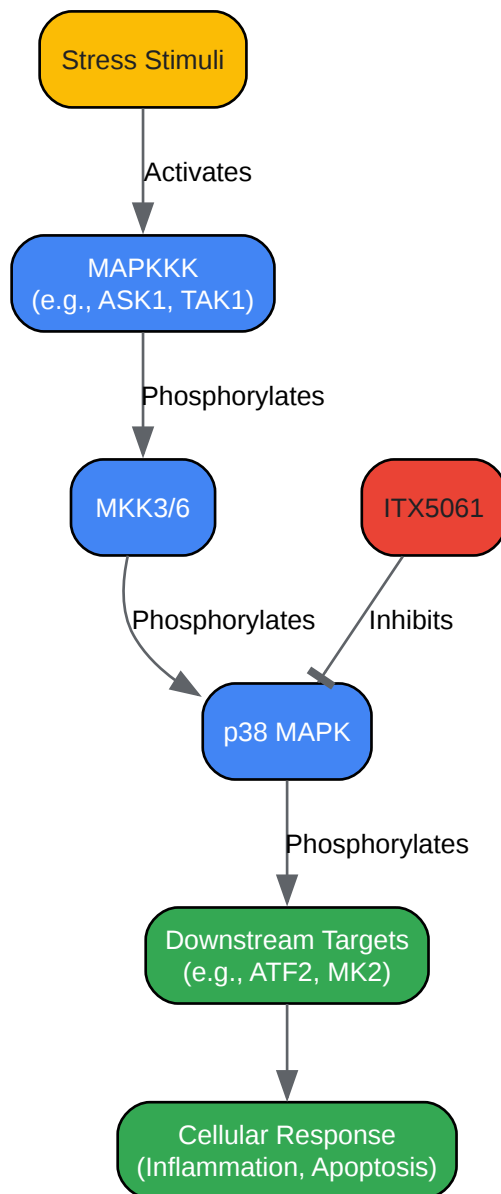 Stress Stimuli
Activates
MAPKKK
(e.g., ASK1, TAK1)
Phosphorylates
MKK3/6
ITX5061
Phosphorylates
Inhibits
p38 MAPK
Phosphorylates
Downstream Targets
(e.g., ATF2, MK2)
Cellular Response
(Inflammation, Apoptosis)